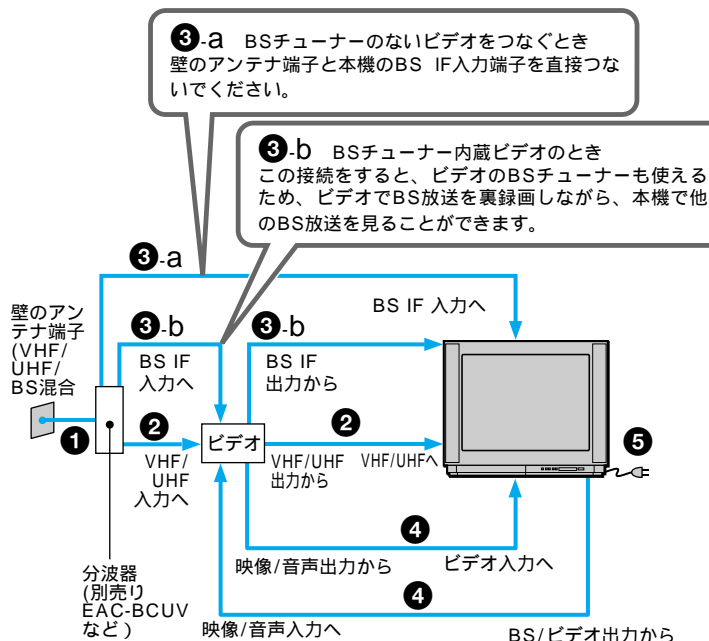 ❸-a BSチューナーのないビデオをつなぐとき
壁のアンテナ端子と本機のBS IF入力端子を直接つな
いでください。
❸-b BSチューナー内蔵ビデオのとき
この接続をすると、ビデオのBSチューナーも使える
ため、ビデオでBS放送を裏録画しながら、本機で他
のBS放送を見ることができます。
❸-a
BS IF 入力へ
壁のアン
テナ端子
(VHF/
UHF/
BS混合
❸-b
BS IF
入力へ
❸-b
BS IF
出力から
❶
❷
VHF/
UHF
入力へ
ビデオ
❷
VHF/UHF
出力から
VHF/UHFへ
❺
❹
映像/音声出力から
ビデオ入力へ
❹
分波器
(別売り
EAC-BCUV
など)
映像/音声入力へ
BS/ビデオ出力から